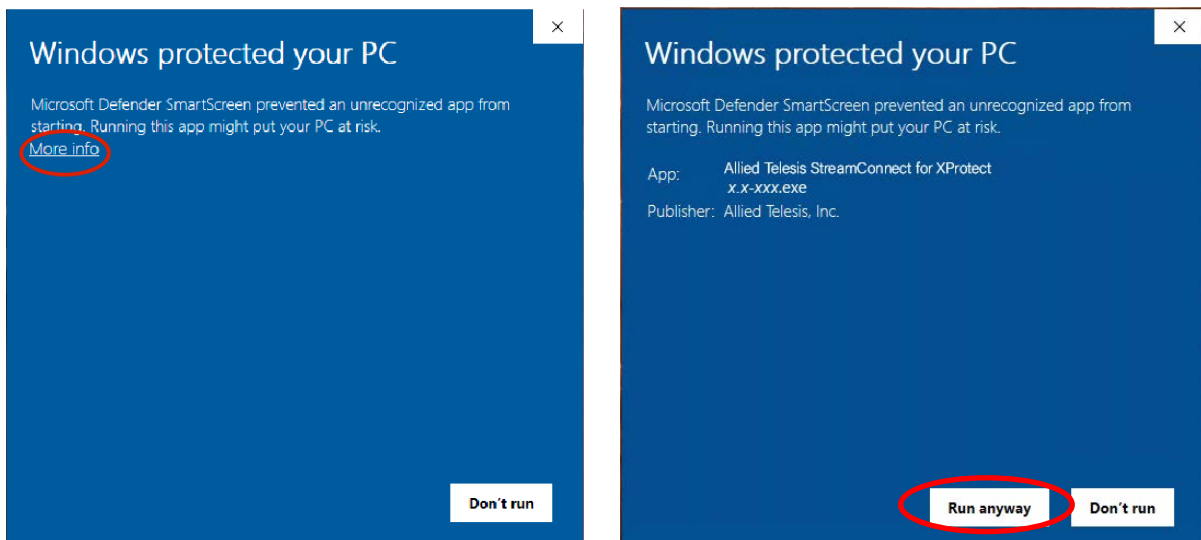 Windows protected your PC
Microsoft Defender SmartScreen prevented an unrecognized app from
starting. Running this app might put your PC at risk.
More info
Don't run
Windows protected your PC
Microsoft Defender SmartScreen prevented an unrecognized app from
starting. Running this app might put your PC at risk.
App: Allied Telesis StreamConnect for XProtect
x.x-xxx.exe
Publisher: Allied Telesis, Inc.
Run anyway Don't run